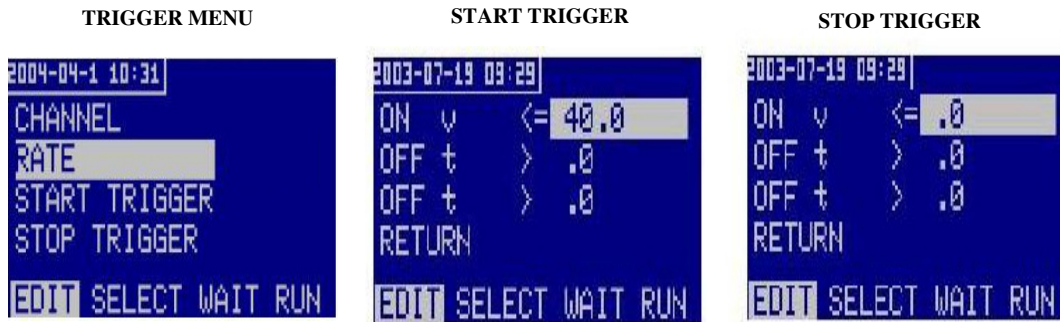 TRIGGER MENU
2004-04-1 10:31
CHANNEL
RATE
START TRIGGER
STOP TRIGGER
EDIT SELECT WAIT RUN
START TRIGGER
2003-07-19 09:29
ON v <= 40.0
OFF t > .0
OFF t > .0
RETURN
EDIT SELECT WAIT RUN
STOP TRIGGER
2003-07-19 09:29
ON v <= .0
OFF t > .0
OFF t > .0
RETURN
EDIT SELECT WAIT RUN